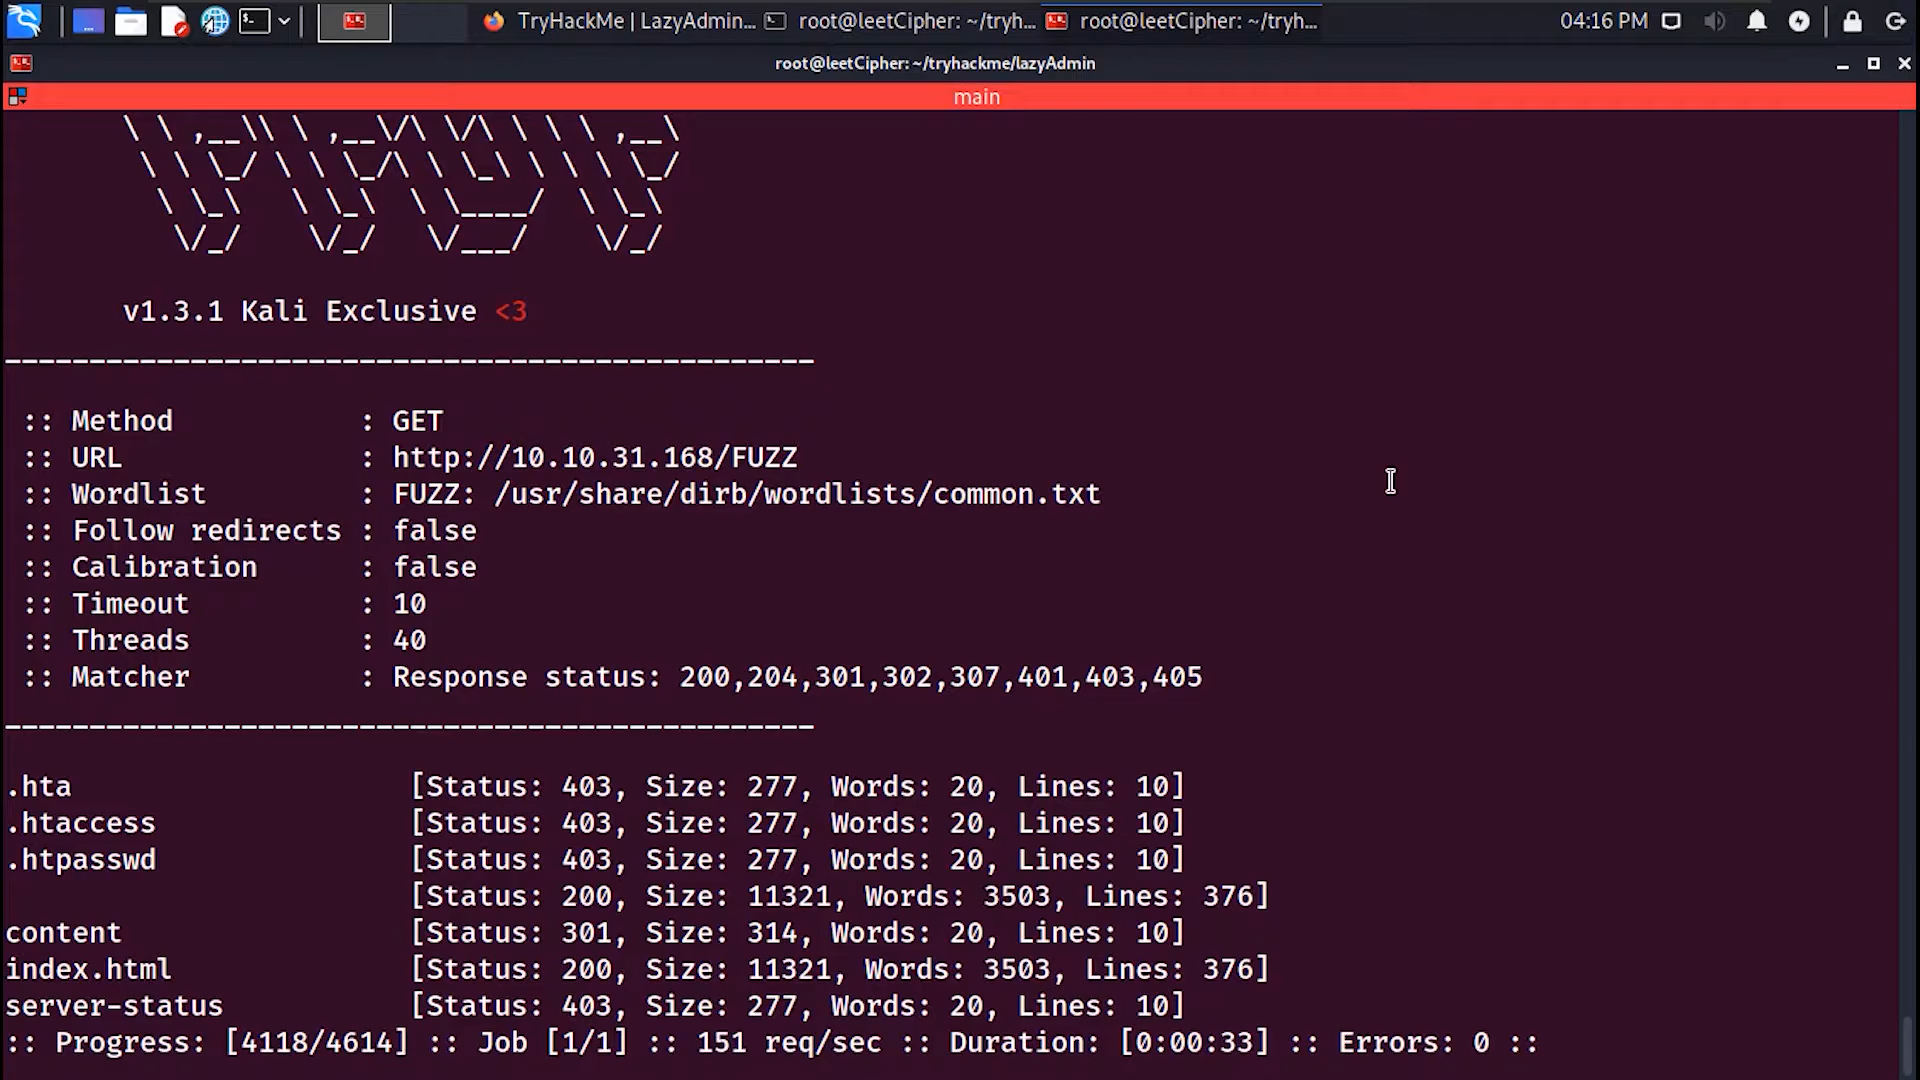 TryHackMe | LazyAdmin... root@leetCipher: ~/tryh... root@leetCipher: ~/tryh... 04:16 PM
root@leetCipher: ~/tryhackme/lazyAdmin
main
\ \ ,__\\ \ ,__\/\ \/\ \ \ \ ,__\
\ \ \_/ \ \ \_/\ \ \_\ \ \ \ \_/
\ \_\   \ \_\  \ \____/  \ \_\
\/_/    \/_/   \/___/    \/_/
v1.3.1 Kali Exclusive <3
________________________________________________
:: Method           : GET
:: URL              : http://10.10.31.168/FUZZ
:: Wordlist         : FUZZ: /usr/share/dirb/wordlists/common.txt
:: Follow redirects : false
:: Calibration      : false
:: Timeout          : 10
:: Threads          : 40
:: Matcher          : Response status: 200,204,301,302,307,401,403,405
________________________________________________
.hta                    [Status: 403, Size: 277, Words: 20, Lines: 10]
.htaccess               [Status: 403, Size: 277, Words: 20, Lines: 10]
.htpasswd               [Status: 403, Size: 277, Words: 20, Lines: 10]
[Status: 200, Size: 11321, Words: 3503, Lines: 376]
content                 [Status: 301, Size: 314, Words: 20, Lines: 10]
index.html              [Status: 200, Size: 11321, Words: 3503, Lines: 376]
server-status           [Status: 403, Size: 277, Words: 20, Lines: 10]
:: Progress: [4118/4614] :: Job [1/1] :: 151 req/sec :: Duration: [0:00:33] :: Errors: 0 ::